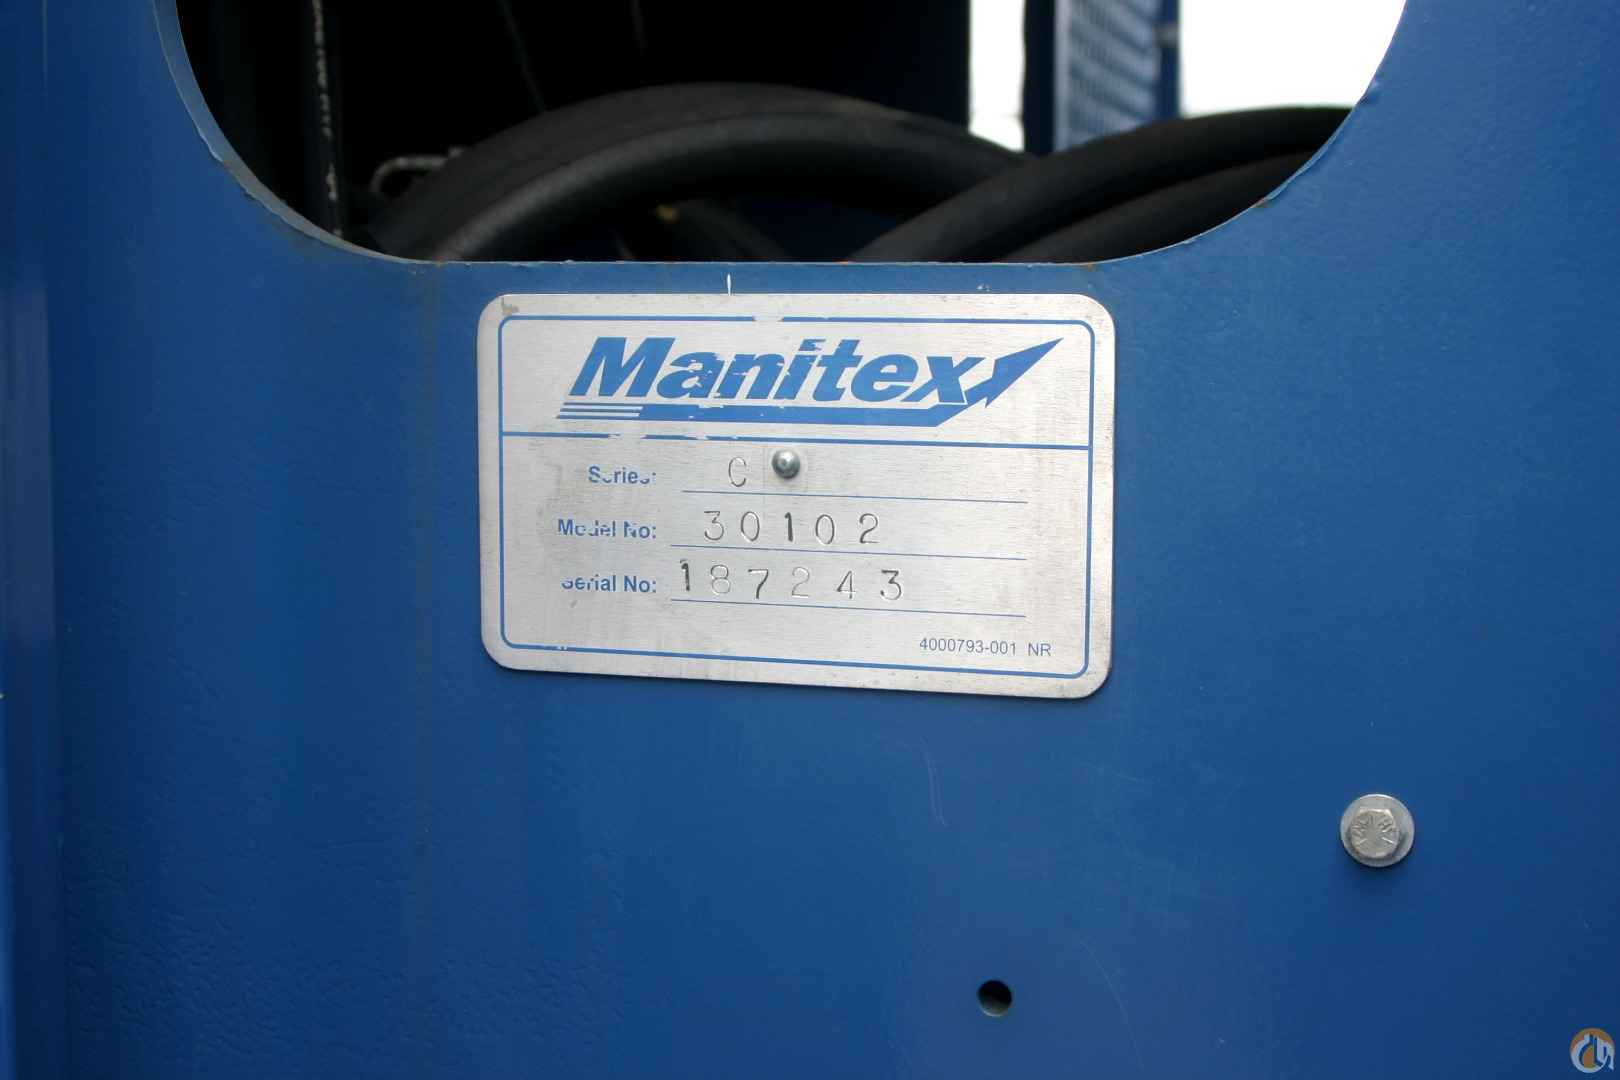 Manitex
Series: C
Model No: 30102
Serial No: 187243
4000793-001 NR